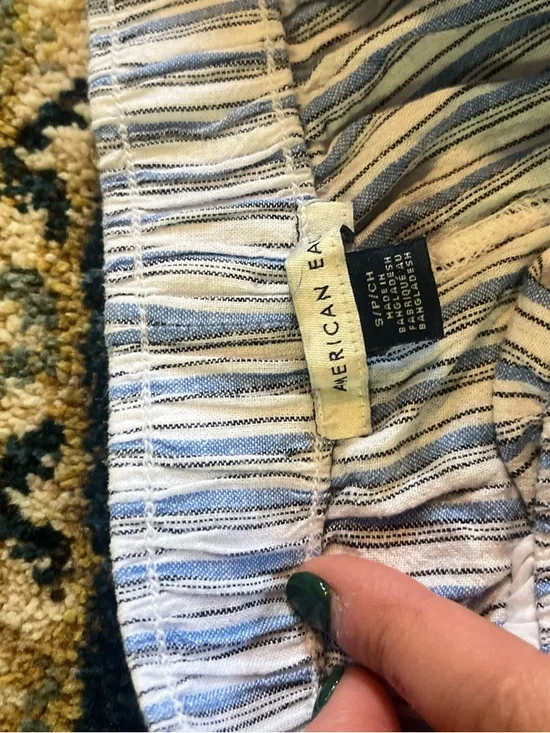 AMERICAN EA
S/P/CH
MADE IN
BANGLADESH
FABRIQUÉ AU
BANGLADESH